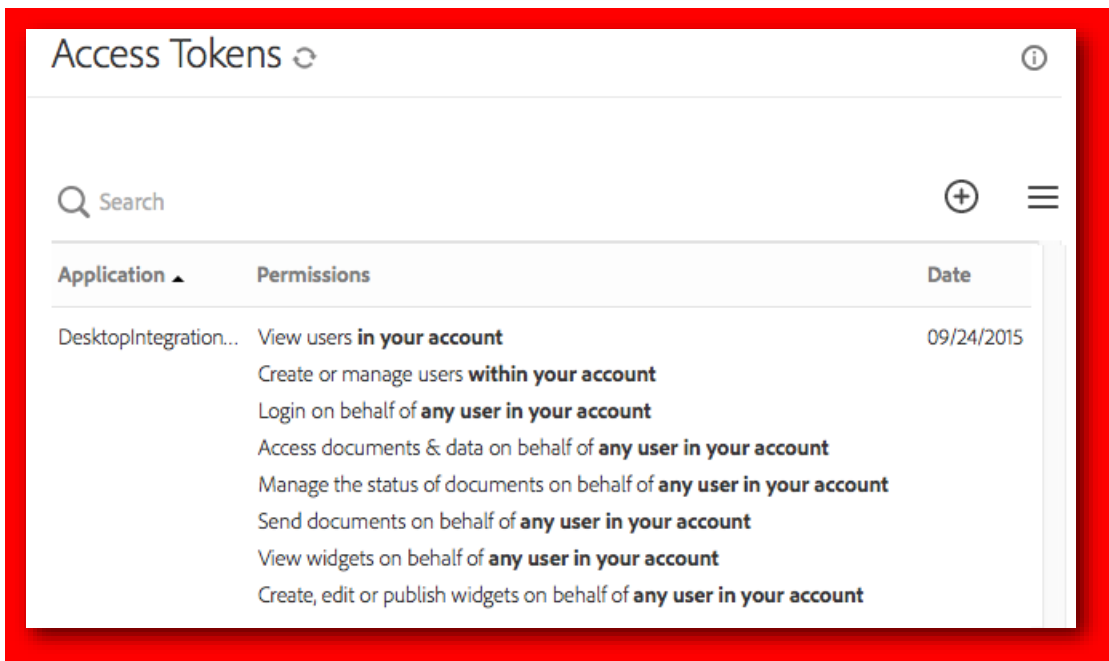 Access Tokens
Search
Application Permissions Date
DesktopIntegration... View users in your account 09/24/2015
Create or manage users within your account
Login on behalf of any user in your account
Access documents & data on behalf of any user in your account
Manage the status of documents on behalf of any user in your account
Send documents on behalf of any user in your account
View widgets on behalf of any user in your account
Create, edit or publish widgets on behalf of any user in your account